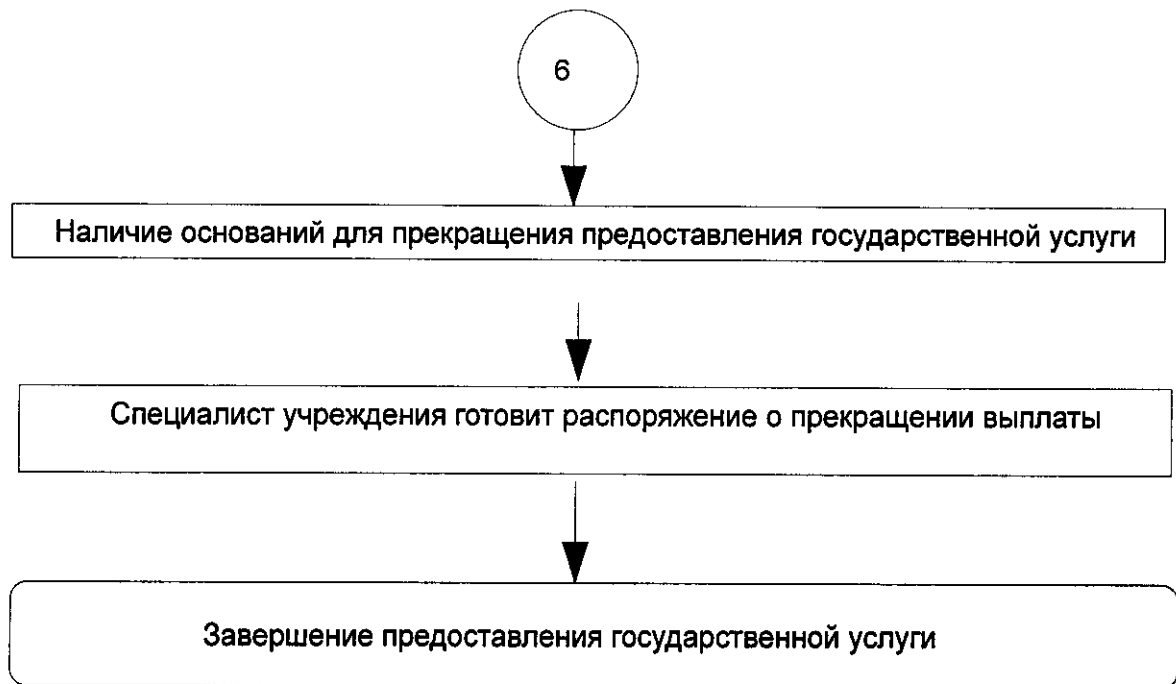 6
Наличие оснований для прекращения предоставления государственной услуги
Специалист учреждения готовит распоряжение о прекращении выплаты
Завершение предоставления государственной услуги